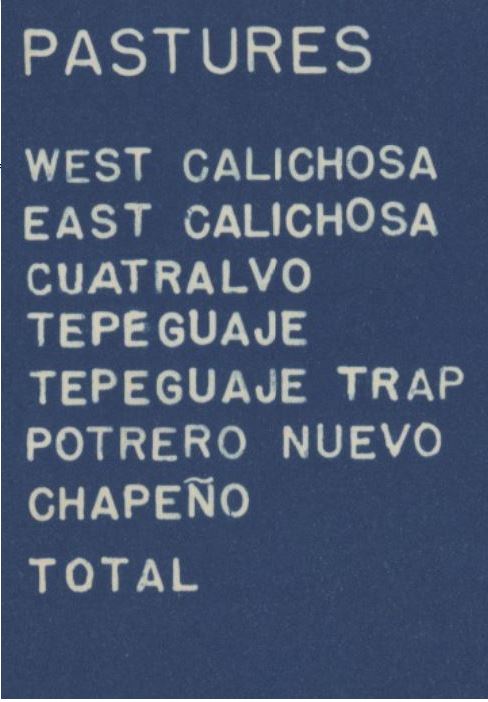 PASTURES
WEST CALICHOSA
EAST CALICHOSA
CUATRALVO
TEPEGUAJE
TEPEGUAJE TRAP
POTRERO NUEVO
CHAPEÑO
TOTAL